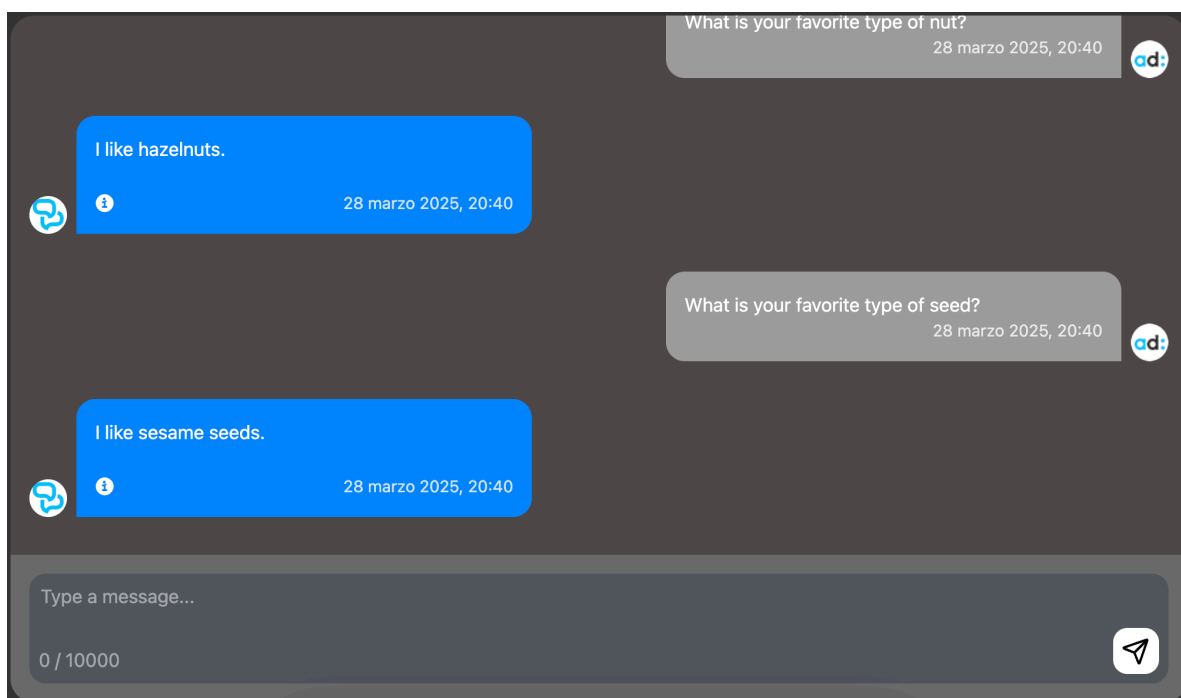 What is your favorite type of nut?
28 marzo 2025, 20:40
ad:
I like hazelnuts.
28 marzo 2025, 20:40
What is your favorite type of seed?
28 marzo 2025, 20:40
ad:
I like sesame seeds.
28 marzo 2025, 20:40
Type a message...
0 / 10000